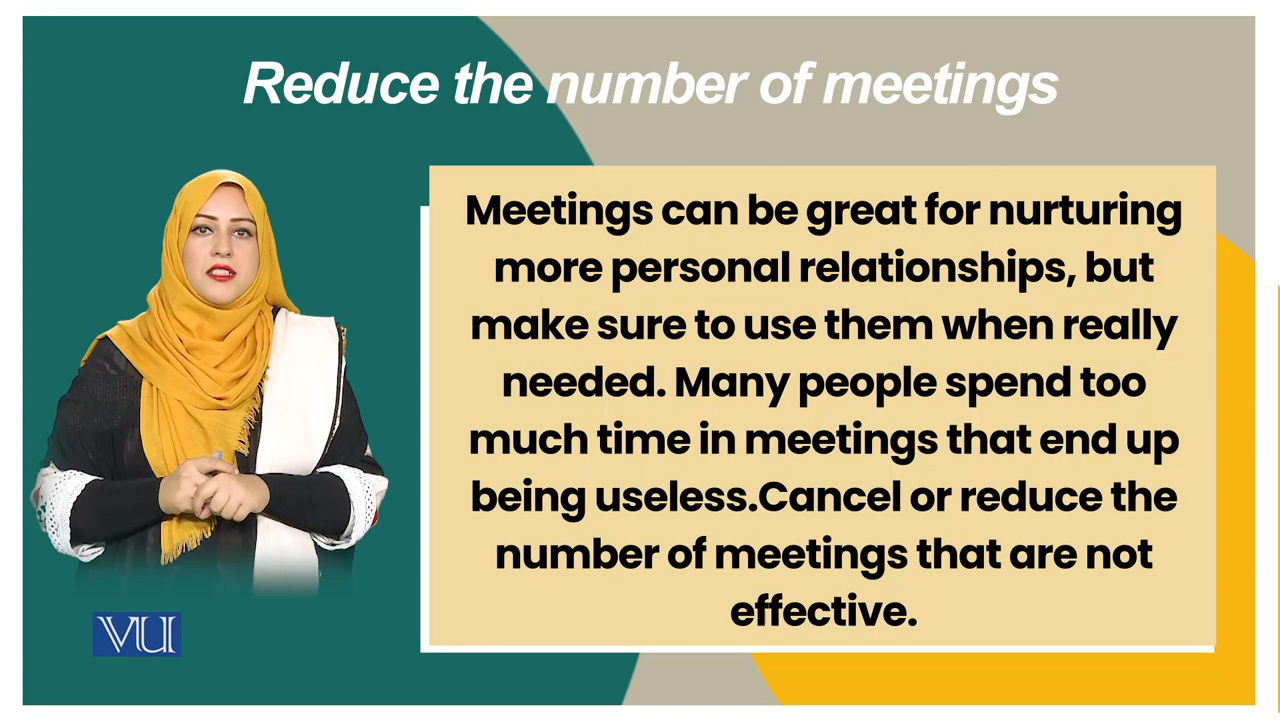 Reduce the number of meetings
Meetings can be great for nurturing
more personal relationships, but
make sure to use them when really
needed. Many people spend too
much time in meetings that end up
being useless.Cancel or reduce the
number of meetings that are not
effective.
VU